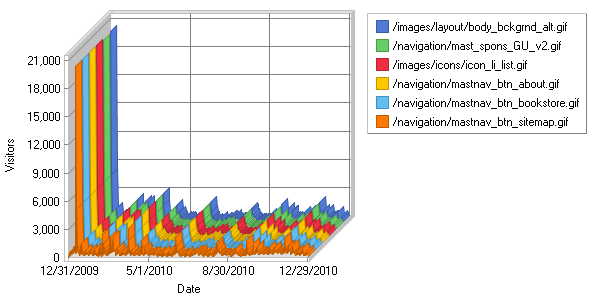 21,000
18,000
15,000
12,000
9,000
6,000
3,000
0
Visitors
12/31/2009
5/1/2010
8/30/2010
12/29/2010
Date
/images/layout/body_bckgrnd_alt.gif
/navigation/mast_spons_GU_v2.gif
/images/icons/icon_li_list.gif
/navigation/mastnav_btn_about.gif
/navigation/mastnav_btn_bookstore.gif
/navigation/mastnav_btn_sitemap.gif